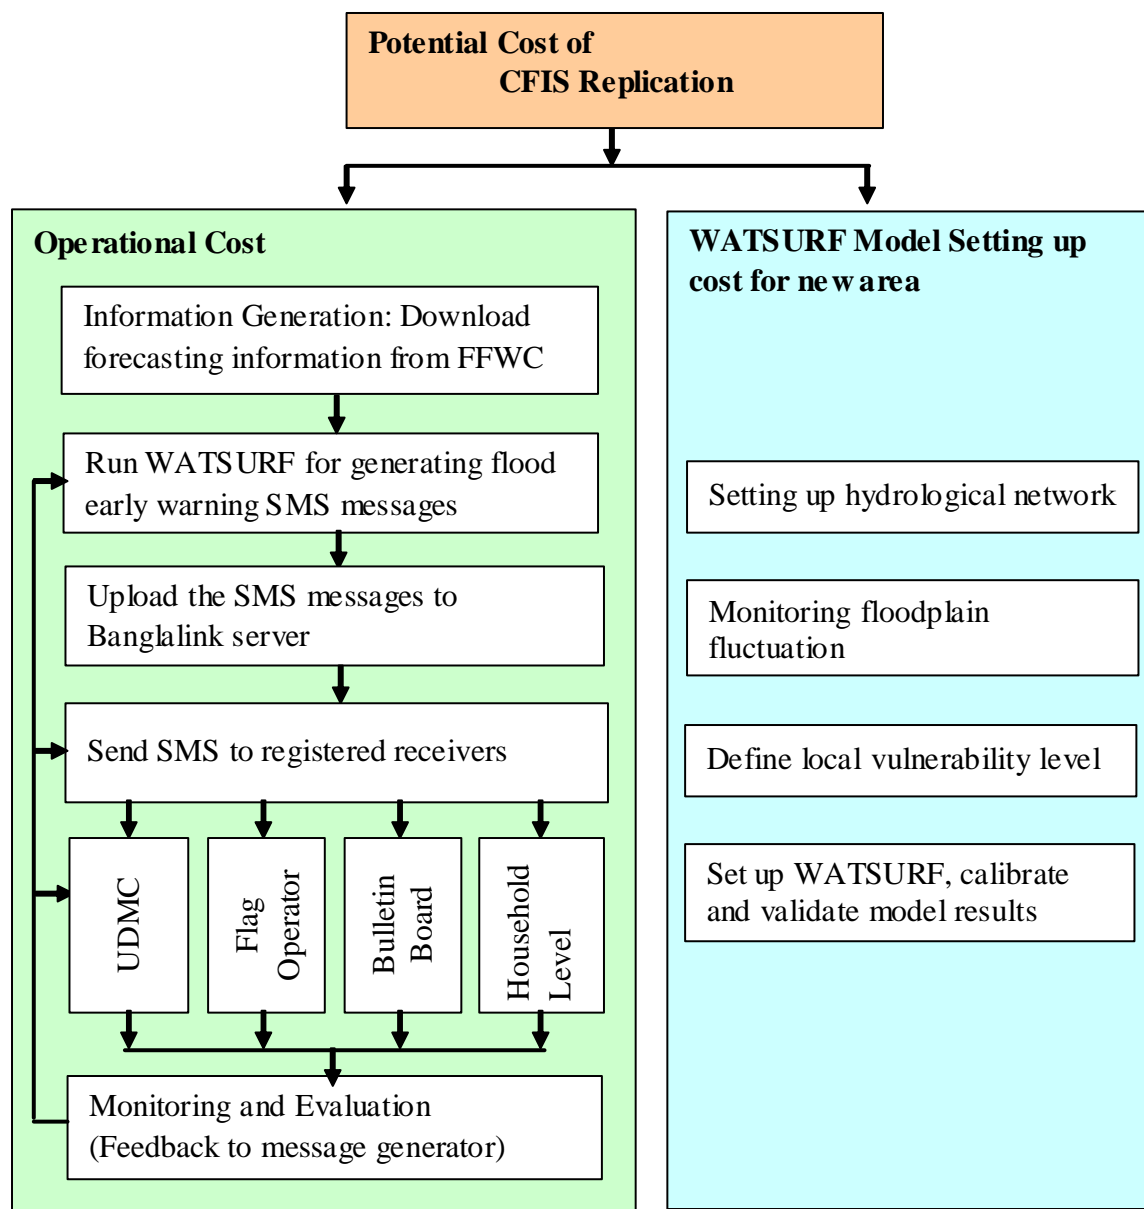 Potential Cost of
CFIS Replication
Operational Cost
Information Generation: Download
forecasting information from FFWC
Run WATSURF for generating flood
early warning SMS messages
Upload the SMS messages to
Banglalink server
Send SMS to registered receivers
UDMC
Flag
Operator
Bulletin
Board
Household
Level
Monitoring and Evaluation
(Feedback to message generator)
WATSURF Model Setting up
cost for new area
Setting up hydrological network
Monitoring floodplain
fluctuation
Define local vulnerability level
Set up WATSURF, calibrate
and validate model results